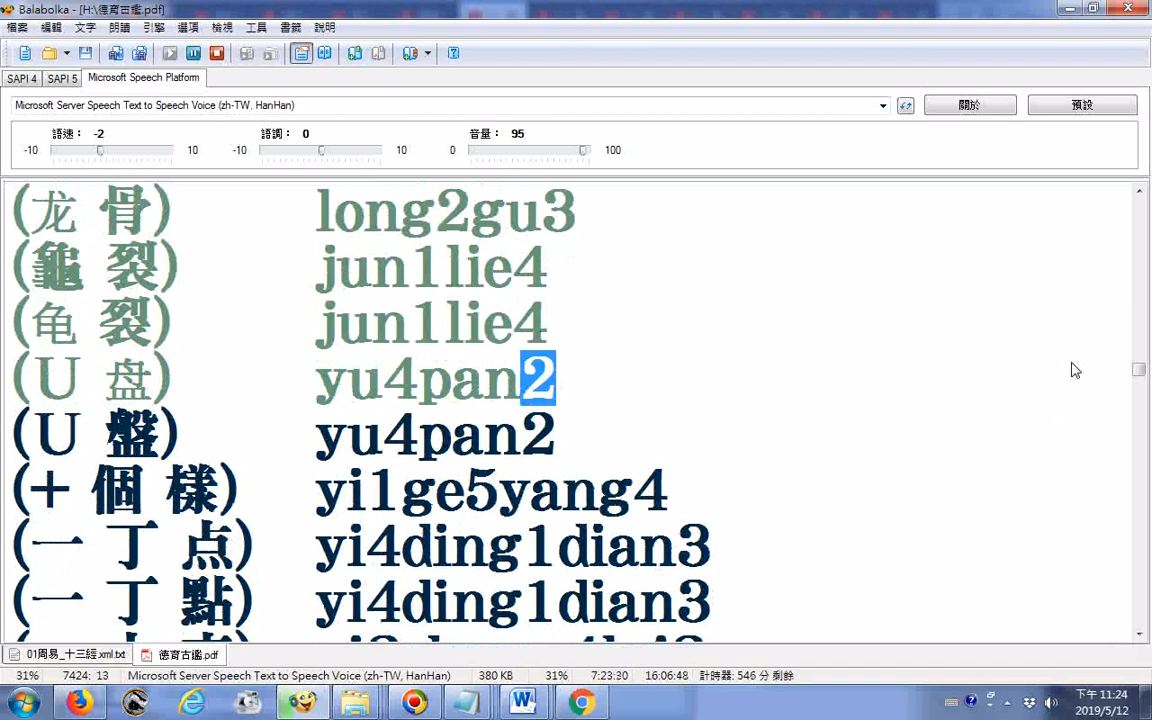 Balabolka - [H:\德育古鑑.pdf]
檔案 編輯 文字 朗讀 引擎 選項 檢視 工具 書籤 說明
SAPI 4 SAPI 5 Microsoft Speech Platform
Microsoft Server Speech Text to Speech Voice (zh-TW, HanHan) 關於 預設
語速： -2 語調： 0 音量： 95
-10 10 -10 10 0 100
(龙 骨) long2gu3
(龜 裂) jun1lie4
(龟 裂) jun1lie4
(U 盘) yu4pan2
(U 盤) yu4pan2
(+ 個 樣) yi1ge5yang4
(一 丁 点) yi4ding1dian3
(一 丁 點) yi4ding1dian3
01周易_十三經.xml.txt 德育古鑑.pdf
31% 7424: 13 Microsoft Server Speech Text to Speech Voice (zh-TW, HanHan) 380 KB 31% 7:23:30 16:06:48 計時器: 546 分 剩餘
下午 11:24
2019/5/12